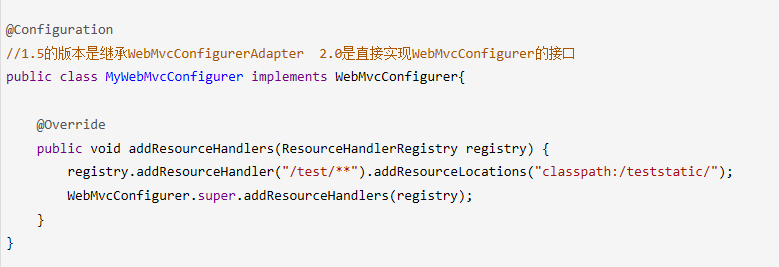 @Configuration
//1.5的版本是继承WebMvcConfigurerAdapter  2.0是直接实现WebMvcConfigurer的接口
public class MyWebMvcConfigurer implements WebMvcConfigurer{
    @Override
    public void addResourceHandlers(ResourceHandlerRegistry registry) {
        registry.addResourceHandler("/test/**").addResourceLocations("classpath:/teststatic/");
        WebMvcConfigurer.super.addResourceHandlers(registry);
    }
}